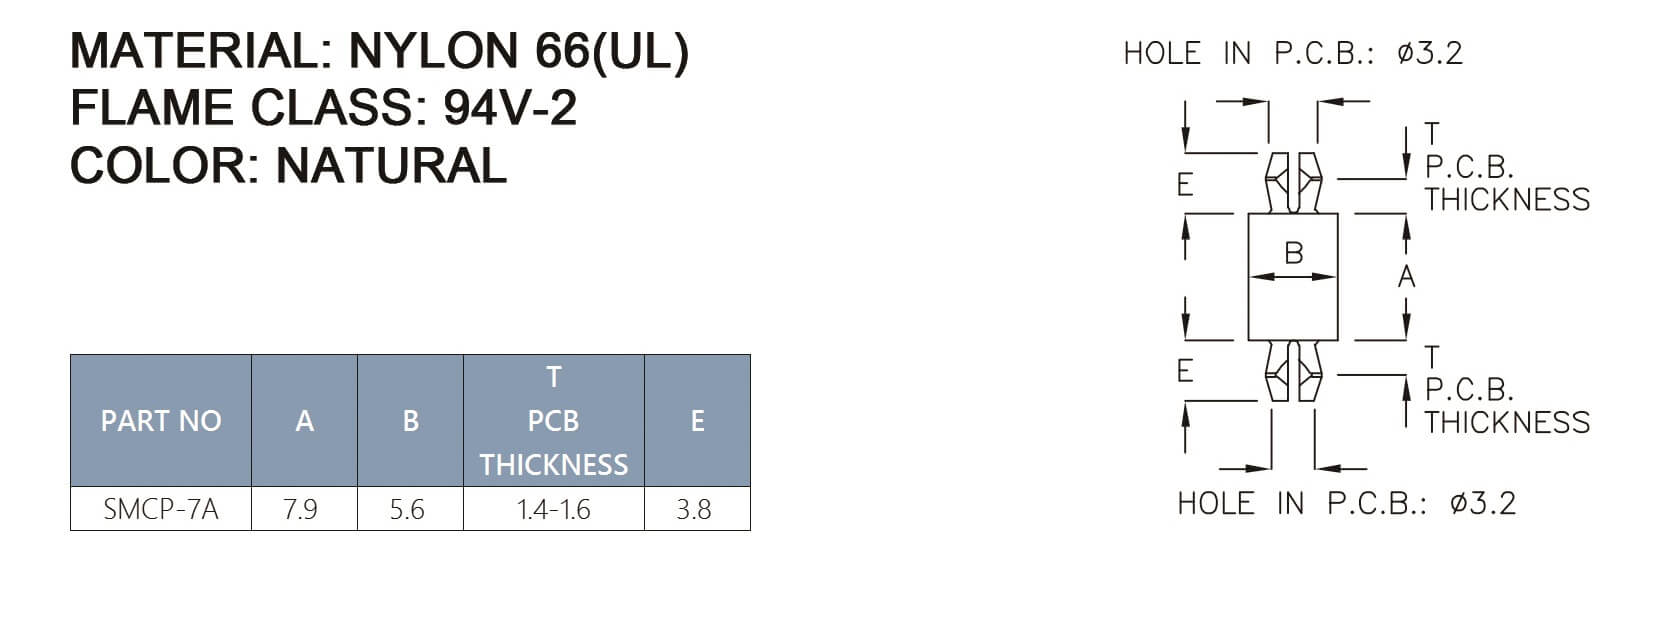 MATERIAL: NYLON 66(UL)
FLAME CLASS: 94V-2
COLOR: NATURAL
PART NO A B T PCB THICKNESS E
SMCP-7A 7.9 5.6 1.4-1.6 3.8
HOLE IN P.C.B.: ø3.2
T
P.C.B.
THICKNESS
E
B
A
E
T
P.C.B.
THICKNESS
HOLE IN P.C.B.: ø3.2